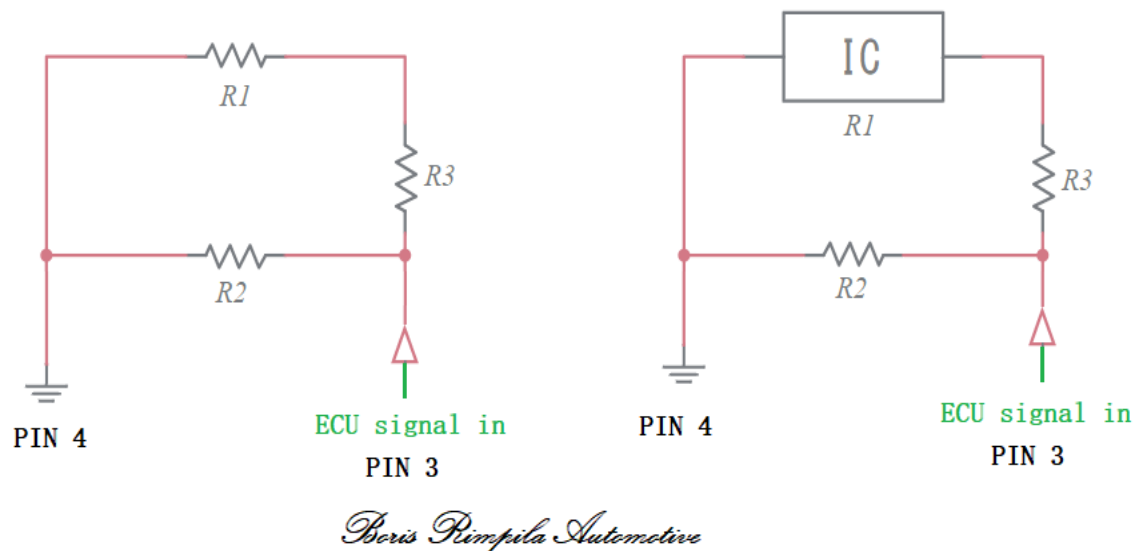 IC
R1
R1
R3
R3
R2
R2
ECU signal in
ECU signal in
PIN 4
PIN 4
PIN 3
PIN 3
Boris Rimpila Automotive